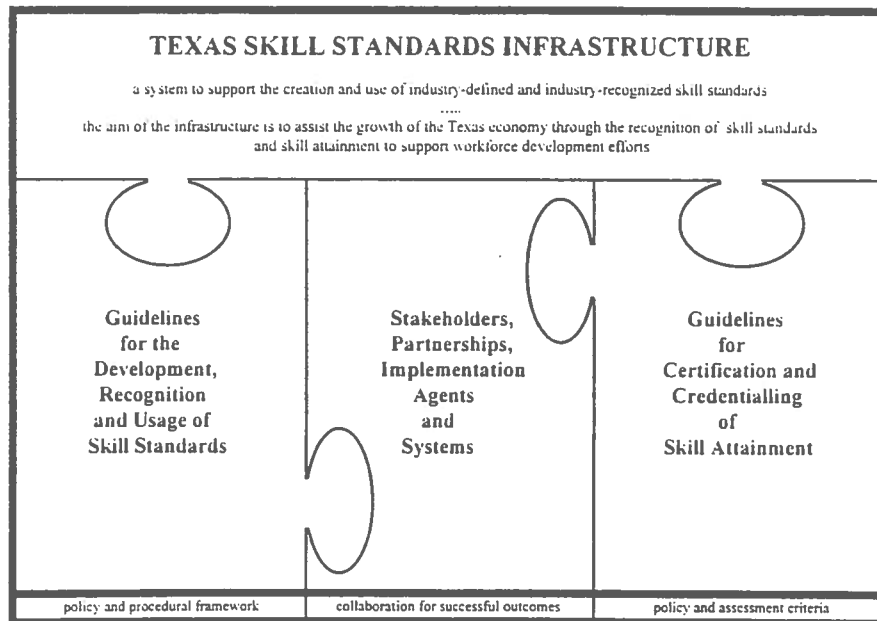 TEXAS SKILL STANDARDS INFRASTRUCTURE
a system to support the creation and use of industry-defined and industry-recognized skill standards
.....
the aim of the infrastructure is to assist the growth of the Texas economy through the recognition of skill standards
and skill attainment to support workforce development efforts
Guidelines
for the
Development,
Recognition
and Usage of
Skill Standards
Stakeholders,
Partnerships,
Implementation
Agents
and
Systems
Guidelines
for
Certification and
Credentialling
of
Skill Attainment
policy and procedural framework
collaboration for successful outcomes
policy and assessment criteria